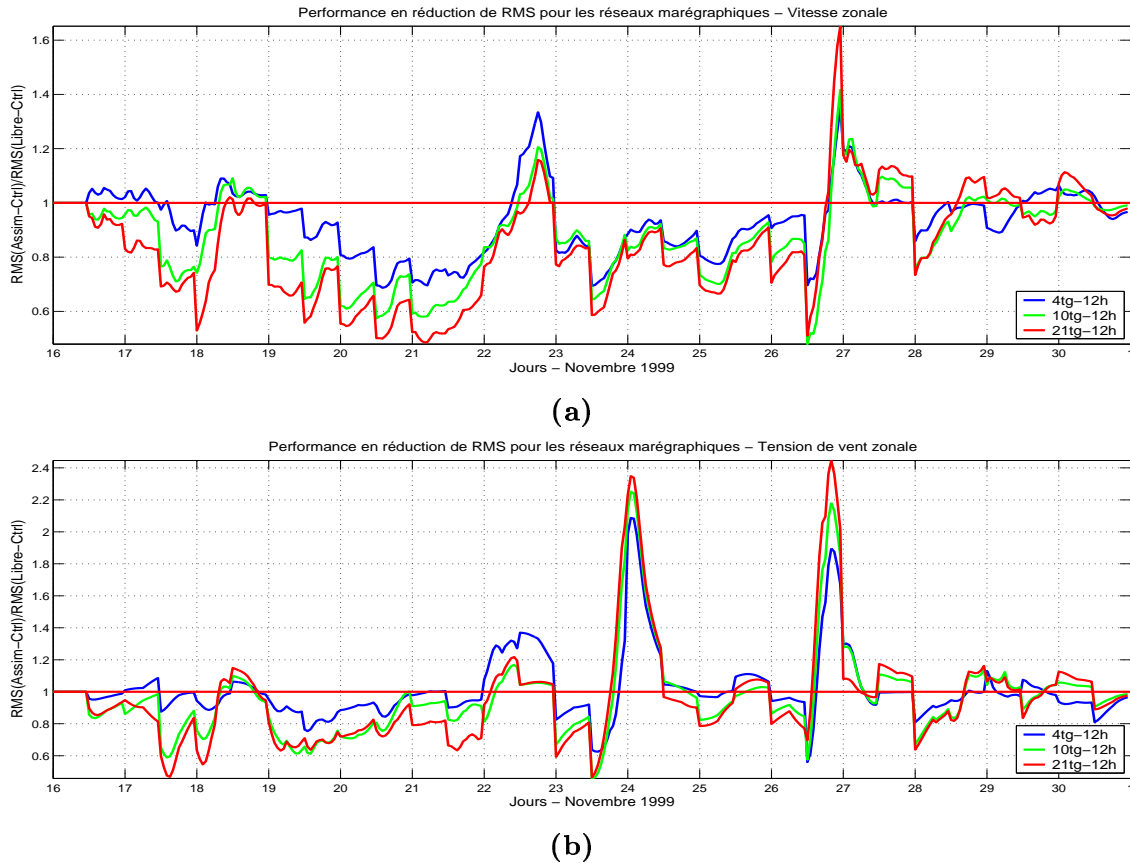 Performance en réduction de RMS pour les réseaux marégraphiques − Vitesse zonale
RMS(Assim−Ctrl)/RMS(Libre−Ctrl)
1.6
1.4
1.2
1
0.8
0.6
4tg−12h
10tg−12h
21tg−12h
16 17 18 19 20 21 22 23 24 25 26 27 28 29 30 1
Jours − Novembre 1999
(a)
Performance en réduction de RMS pour les réseaux marégraphiques − Tension de vent zonale
RMS(Assim−Ctrl)/RMS(Libre−Ctrl)
2.4
2.2
2
1.8
1.6
1.4
1.2
1
0.8
0.6
4tg−12h
10tg−12h
21tg−12h
16 17 18 19 20 21 22 23 24 25 26 27 28 29 30 1
Jours − Novembre 1999
(b)